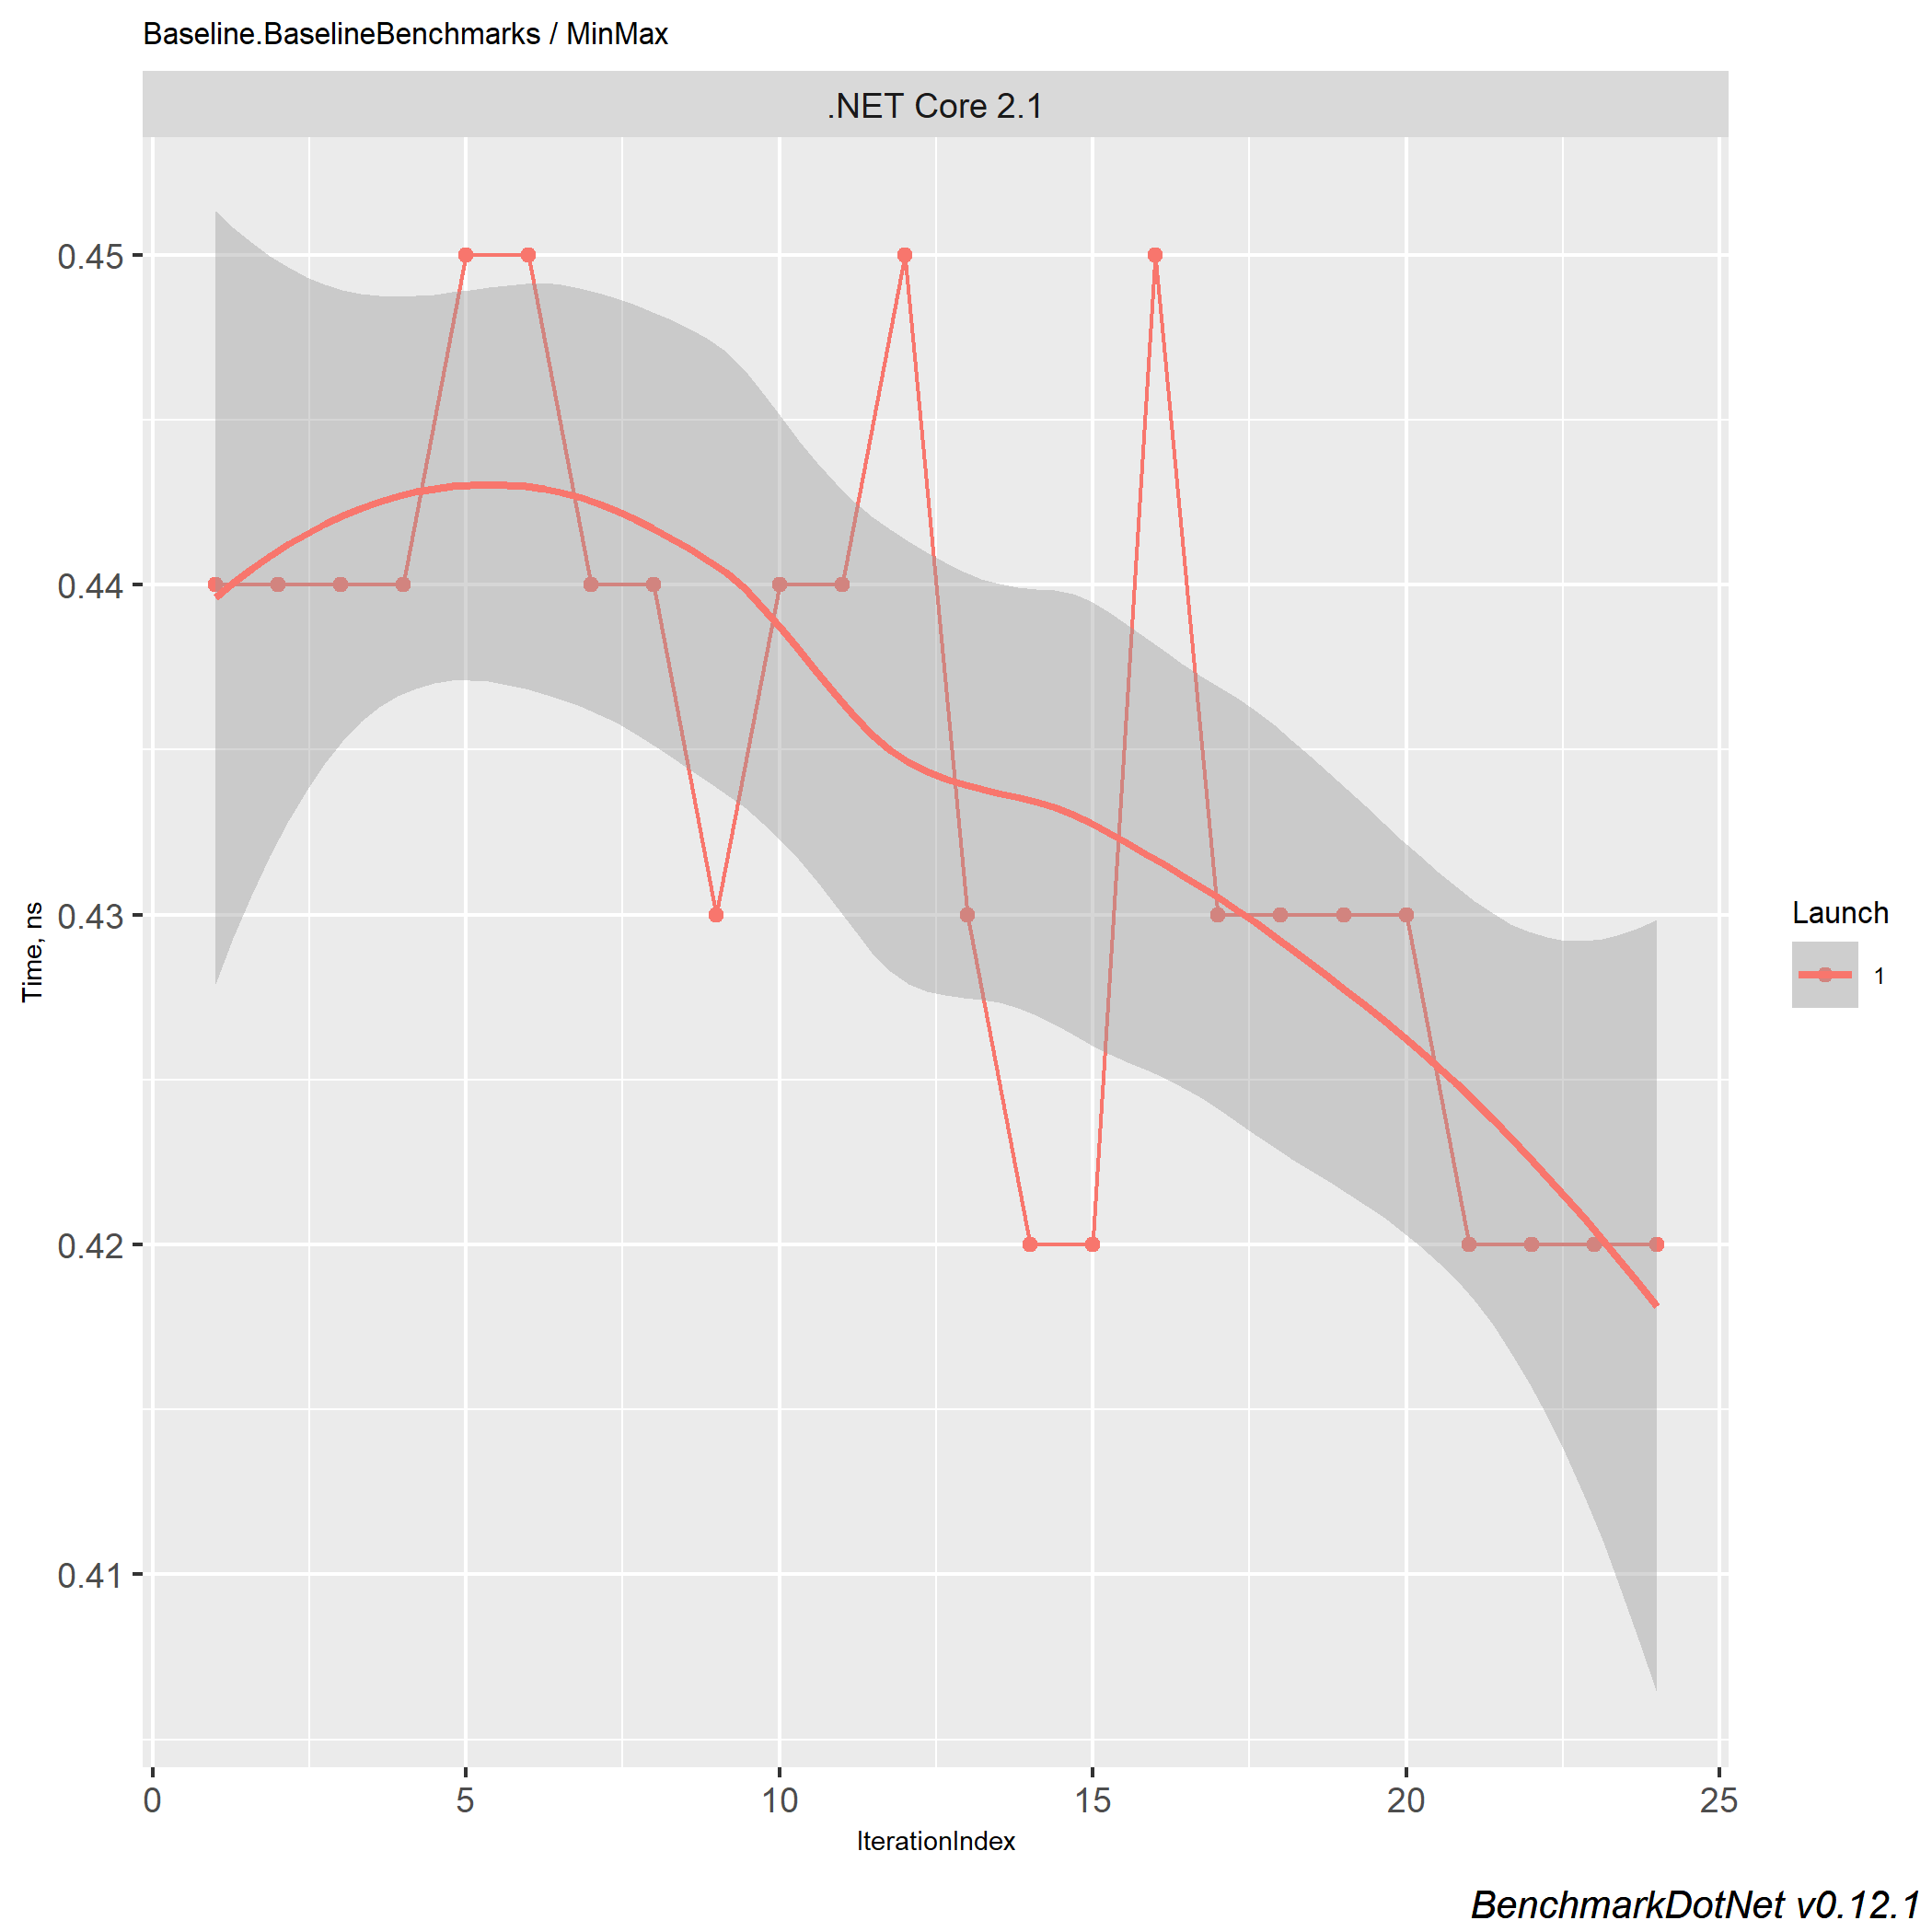 Baseline.BaselineBenchmarks / MinMax
.NET Core 2.1
0.45
0.44
0.43
0.42
0.41
Time, ns
0 5 10 15 20 25
IterationIndex
Launch
1
BenchmarkDotNet v0.12.1